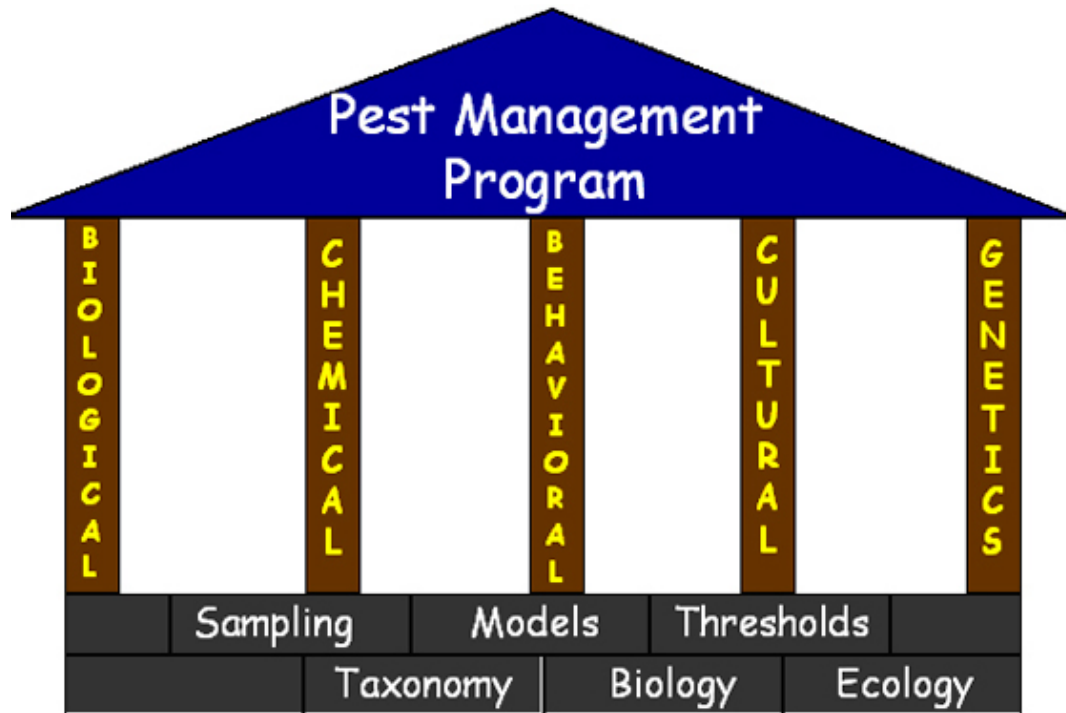 Pest Management
Program
BIOLOGICAL
CHEMICAL
BEHAVIORAL
CULTURAL
GENETICS
Sampling Models Thresholds
Taxonomy Biology Ecology